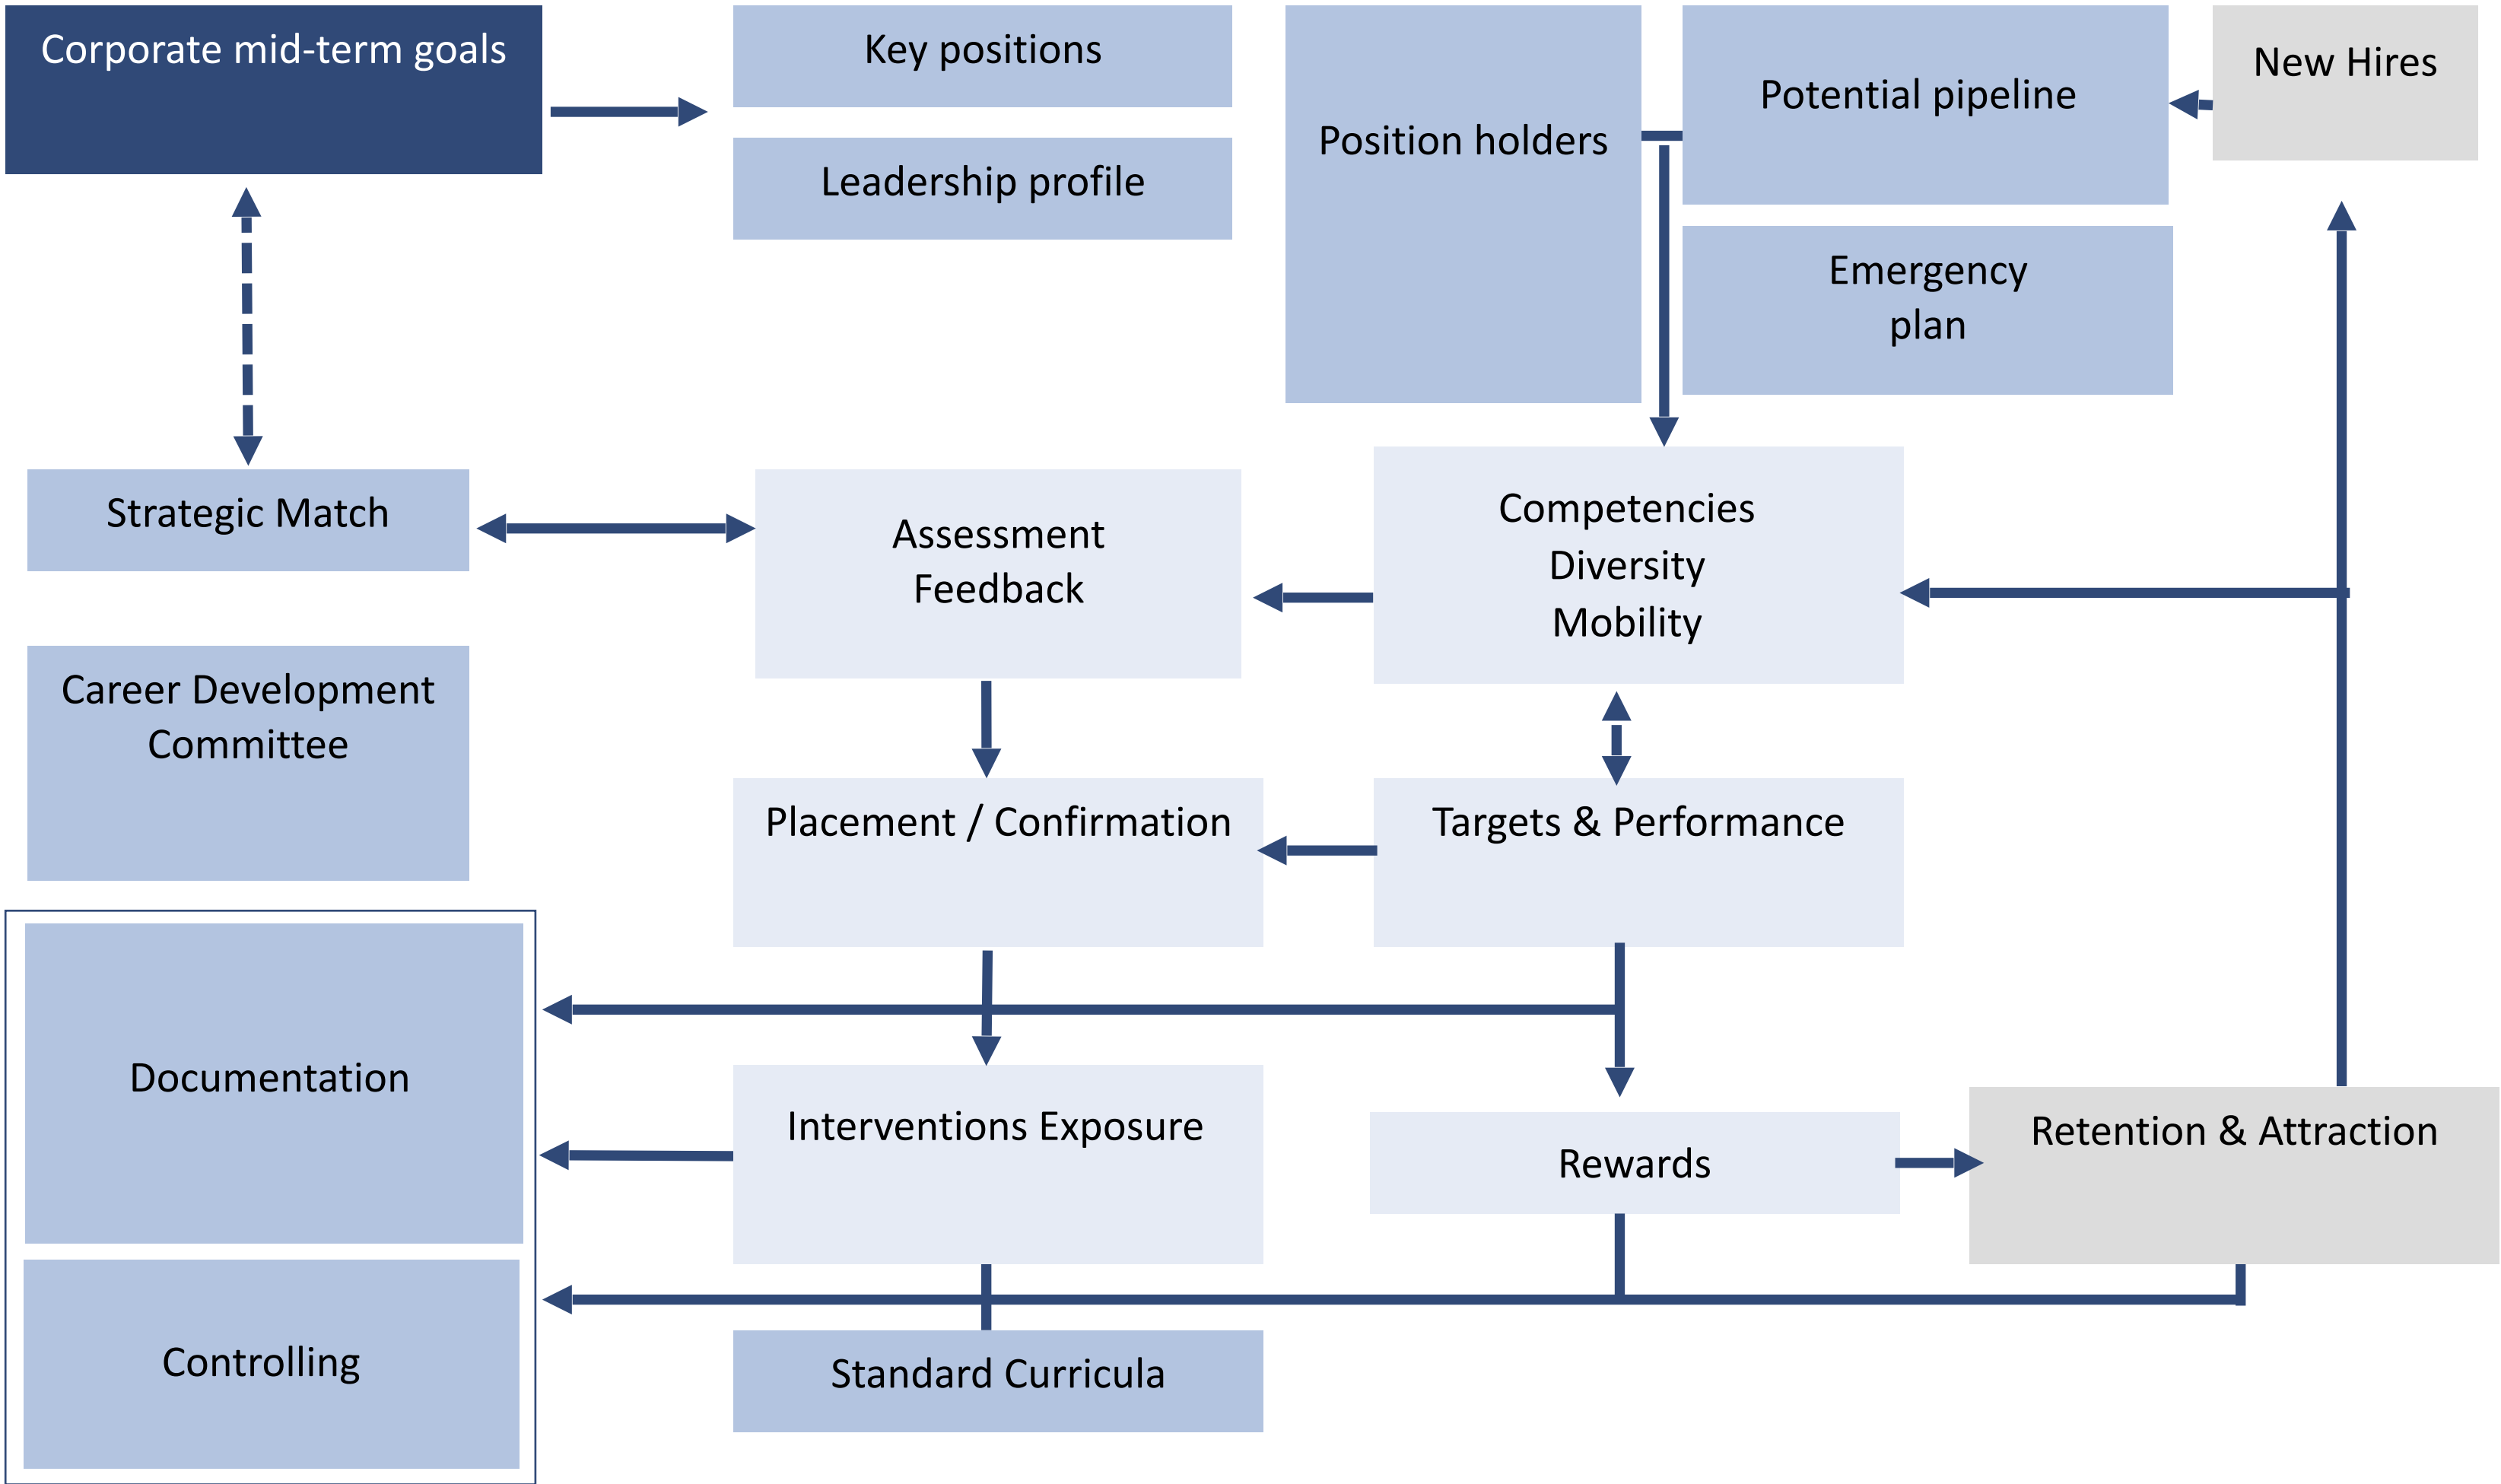 Corporate mid-term goals
Key positions
Leadership profile
Position holders
Potential pipeline
New Hires
Emergency
plan
Strategic Match
Assessment
Feedback
Competencies
Diversity
Mobility
Career Development
Committee
Placement / Confirmation
Targets & Performance
Documentation
Interventions Exposure
Rewards
Retention & Attraction
Controlling
Standard Curricula